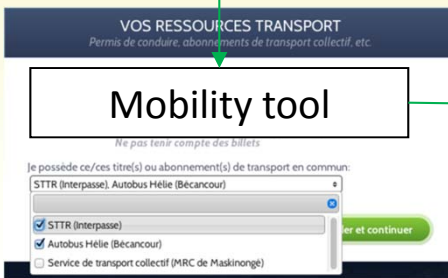 VOS RESSOURCES TRANSPORT
Permis de conduire, abonnements de transport collectif, etc.
Mobility tool
Ne pas tenir compte des billets
Je possède ce/ces titre(s) ou abonnement(s) de transport en commun:
STTR (Interpasse), Autobus Hélie (Bécancour)
STTR (Interpasse)
ler et continuer
Autobus Hélie (Bécancour)
Service de transport collectif (MRC de Maskinongé)